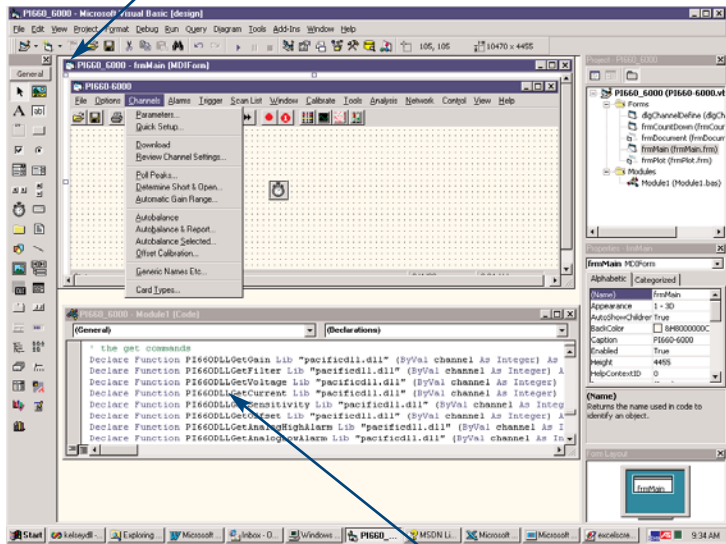 PI660_6000 - Microsoft Visual Basic [design]
File Edit View Project Format Debug Run Query Diagram Tools Add-Ins Window Help
105, 105 10470 x 4455
General
PI660_6000 - frmMain (MDIForm)
PI660-6000
File Options Channels Alarms Trigger Scan List Window Calibrate Tools Analysis Network Control View Help
Parameters...
Quick Setup...
Download
Review Channel Settings...
Poll Peaks...
Determine Short & Open...
Automatic Gain Range...
Autobalance
Autobalance & Report...
Autobalance Selected...
Offset Calibration...
Generic Names Etc...
Card Types...
PI660_6000 - Module1 (Code)
(General) (Declarations)
' the get commands
Declare Function PI660DLLGetGain Lib "pacificdll.dll" (ByVal channel As Integer) As
Declare Function PI660DLLGetFilter Lib "pacificdll.dll" (ByVal channel As Integer) A
Declare Function PI660DLLGetVoltage Lib "pacificdll.dll" (ByVal channel As Integer)
Declare Function PI660DLLGetCurrent Lib "pacificdll.dll" (ByVal channel As Integer)
Declare Function PI660DLLGetSensitivity Lib "pacificdll.dll" (ByVal channel As Integ
Declare Function PI660DLLGetOffset Lib "pacificdll.dll" (ByVal channel As Integer) A
Declare Function PI660DLLGetAnalogHighAlarm Lib "pacificdll.dll" (ByVal channel As I
Declare Function PI660DLLGetAnalogLowAlarm Lib "pacificdll.dll" (ByVal channel As In
Project - PI660_6000
PI660_6000 (PI660-6000.vb
Forms
dlgChannelDefine (dlgCh
frmCountDown (frmCour
frmDocument (frmDocum
frmMain (frmMain.frm)
frmPlot (frmPlot.frm)
Modules
Module1 (Module1.bas)
Properties - frmMain
frmMain MDIForm
Alphabetic Categorized
(Name) frmMain
Appearance 1 - 3D
AutoShowChildren True
BackColor &H8000000C
Caption PI660-6000
Enabled True
Height 4455
HelpContextID 0
(Name)
Returns the name used in code to
identify an object.
Form Layout
frmMain
Start kelseydll -... Exploring ... Microsoft ... Inbox - O... Windows ... PI660_... MSDN Li... Microsoft ... Microsoft ... excelscre... 9:34 AM